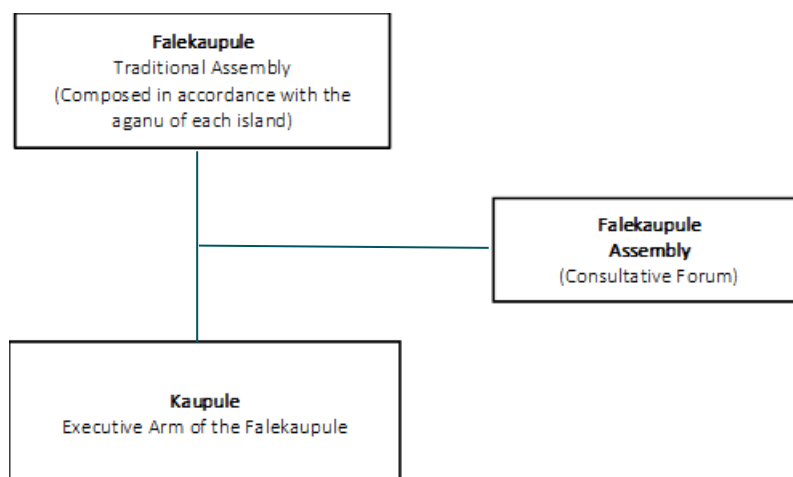 Falekaupule
Traditional Assembly
(Composed in accordance with the
aganu of each island)
Falekaupule
Assembly
(Consultative Forum)
Kaupule
Executive Arm of the Falekaupule